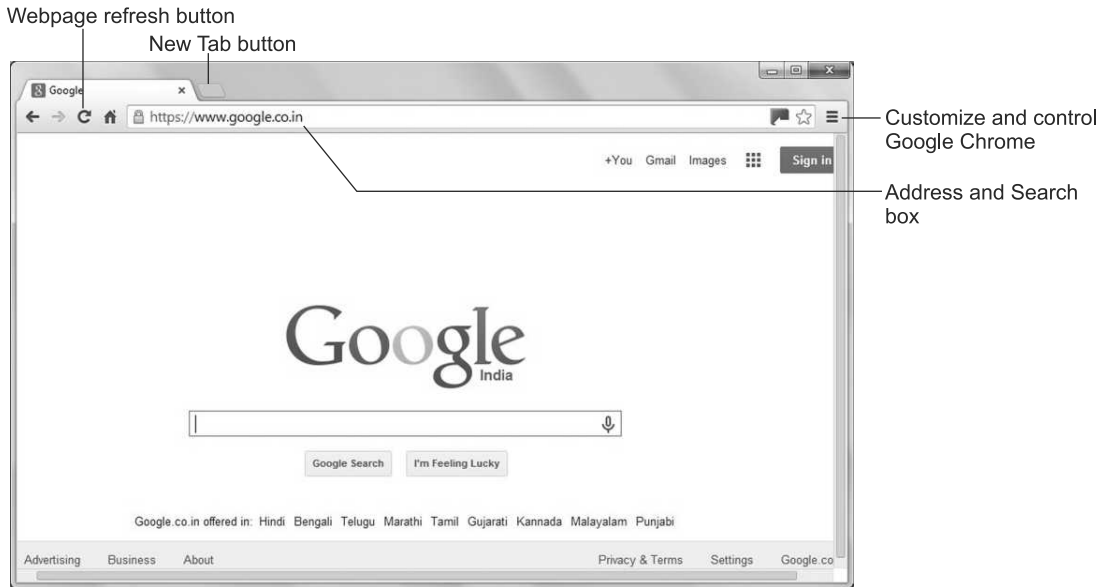 Webpage refresh button
New Tab button
Google
https://www.google.co.in
Customize and control
Google Chrome
+You Gmail Images Sign in
Address and Search
box
Google
India
Google Search I'm Feeling Lucky
Google.co.in offered in: Hindi Bengali Telugu Marathi Tamil Gujarati Kannada Malayalam Punjabi
Advertising Business About Privacy & Terms Settings Google.co